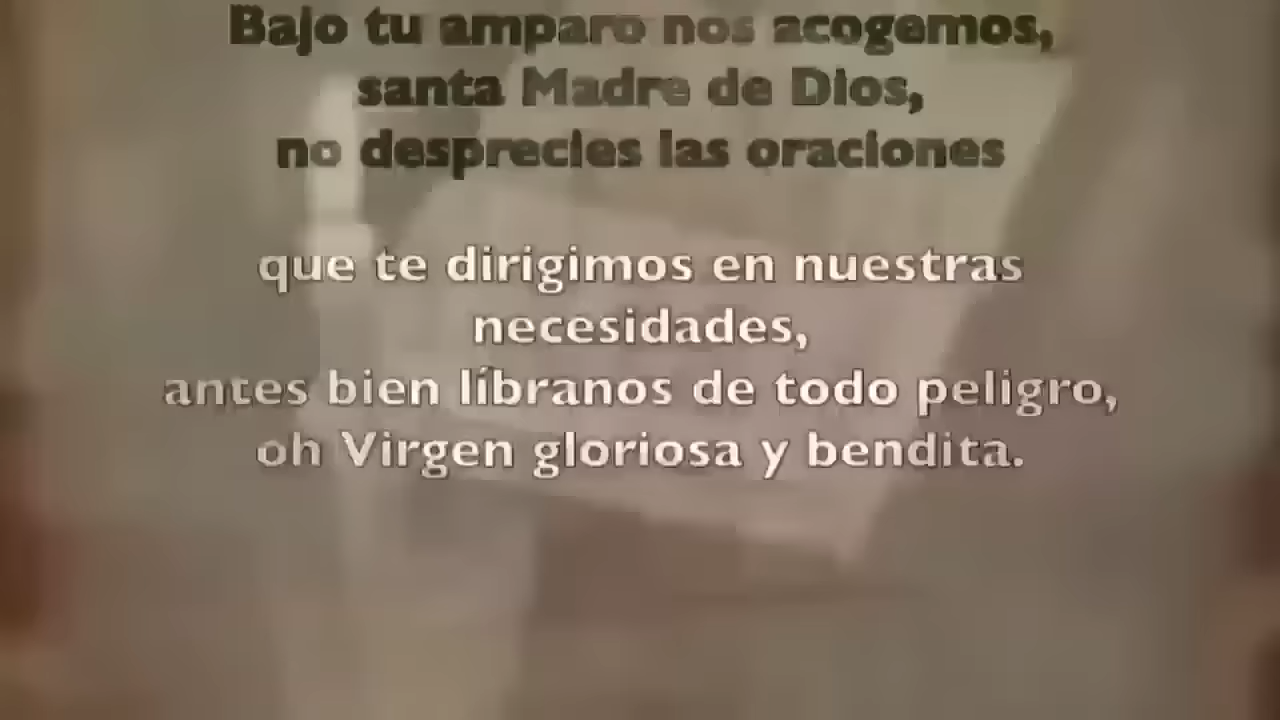 Bajo tu amparo nos acogemos,
santa Madre de Dios,
no desprecies las oraciones
que te dirigimos en nuestras
necesidades,
antes bien líbranos de todo peligro,
oh Virgen gloriosa y bendita.